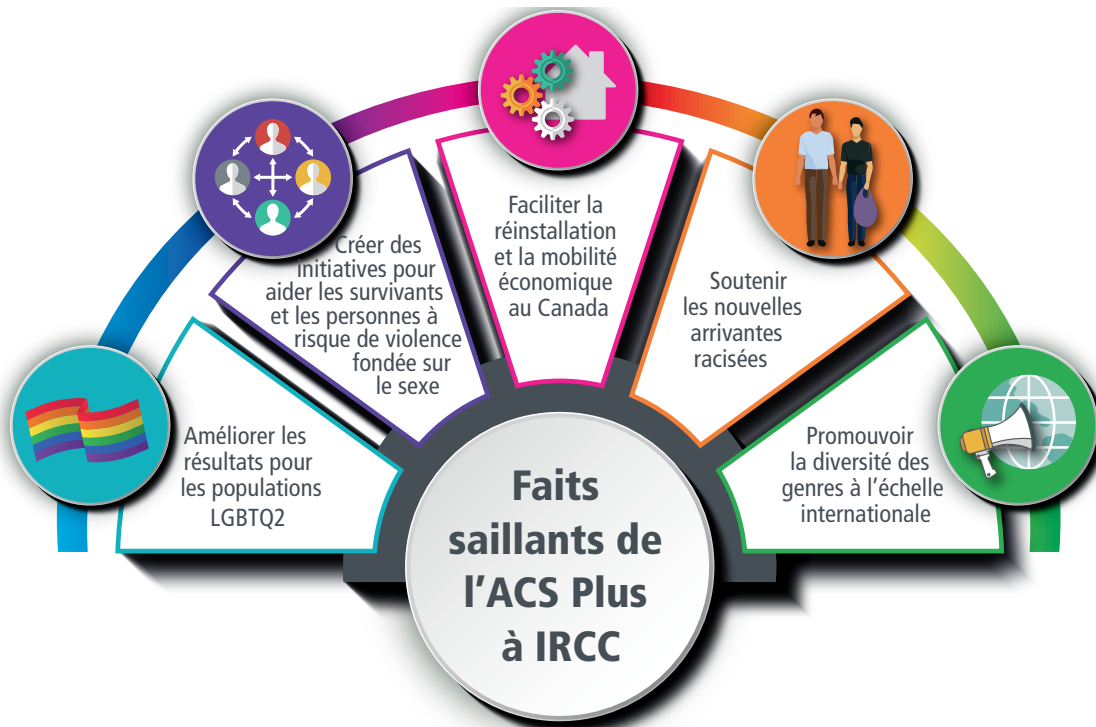 Améliorer les
résultats pour
les populations
LGBTQ2
Créer des
initiatives pour
aider les survivants
et les personnes à
risque de violence
fondée sur
le sexe
Faciliter la
réinstallation
et la mobilité
économique
au Canada
Soutenir
les nouvelles
arrivantes
racisées
Promouvoir
la diversité des
genres à l'échelle
internationale
Faits
saillants de
l'ACS Plus
à IRCC